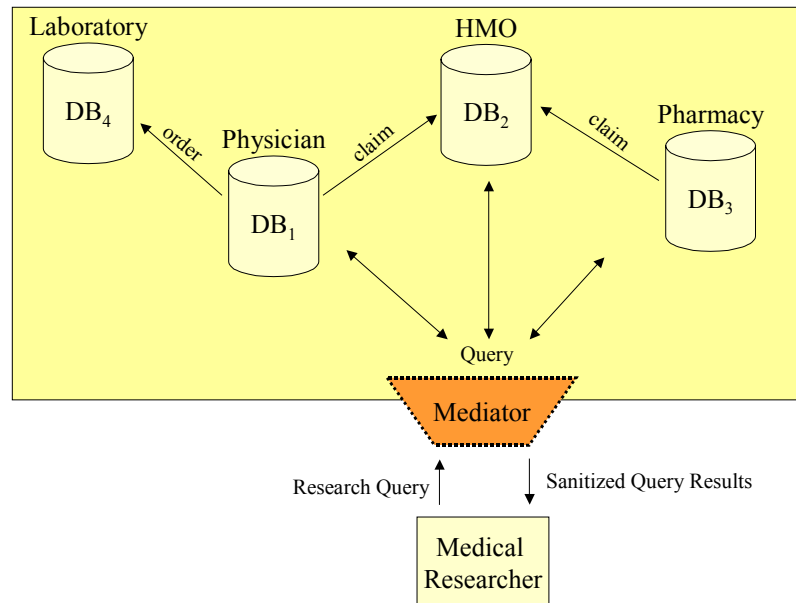 Laboratory
HMO
DB4
DB2
Pharmacy
order
Physician
claim
claim
DB1
DB3
Query
Mediator
Research Query
Sanitized Query Results
Medical
Researcher